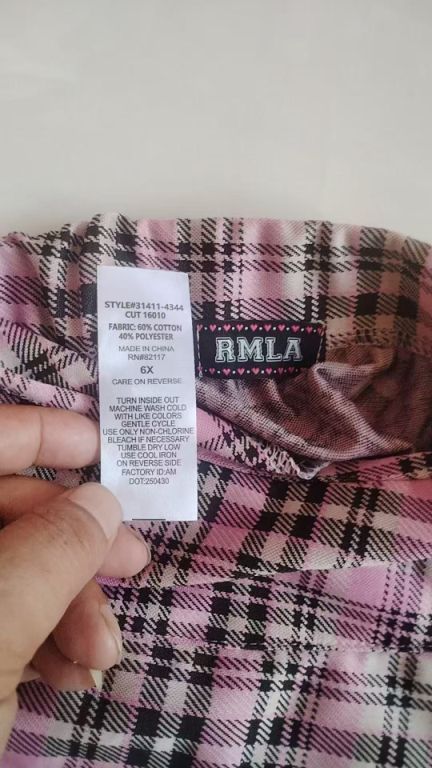 STYLE#31411-4344
CUT 16010
FABRIC: 60% COTTON
40% POLYESTER
MADE IN CHINA
RN#82117
6X
CARE ON REVERSE
TURN INSIDE OUT
MACHINE WASH COLD
WITH LIKE COLORS
GENTLE CYCLE
USE ONLY NON-CHLORINE
BLEACH IF NECESSARY
TUMBLE DRY LOW
USE COOL IRON
ON REVERSE SIDE
FACTORY ID:AM
DOT:250430
RMLA